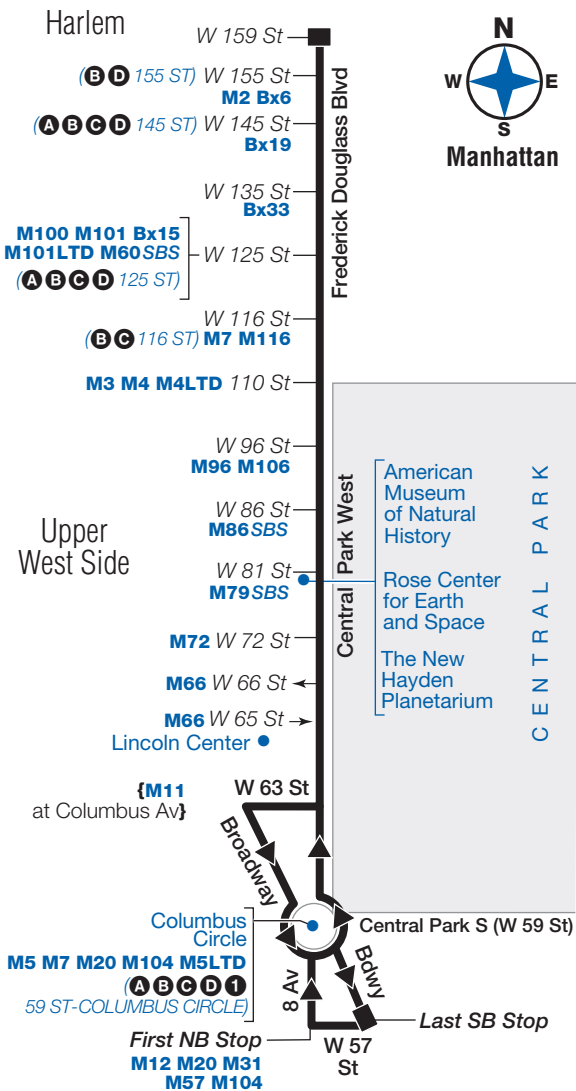 Harlem
W 159 St
N
W E
S
Manhattan
(B D 155 ST) W 155 St
M2 Bx6
(A B C D 145 ST) W 145 St
Bx19
W 135 St
Bx33
Frederick Douglass Blvd
M100 M101 Bx15
M101LTD M60SBS
(A B C D 125 ST)
W 125 St
W 116 St
(B C 116 ST) M7 M116
M3 M4 M4LTD 110 St
W 96 St
M96 M106
W 86 St
M86SBS
Upper
West Side
W 81 St
M79SBS
Central Park West
American
Museum
of Natural
History
Rose Center
for Earth
and Space
The New
Hayden
Planetarium
CENTRAL PARK
M72 W 72 St
M66 W 66 St
M66 W 65 St
Lincoln Center
{M11
at Columbus Av}
W 63 St
Broadway
Columbus
Circle
M5 M7 M20 M104 M5LTD
(A B C D 1
59 ST-COLUMBUS CIRCLE)
Central Park S (W 59 St)
8 Av
Bdwy
Last SB Stop
First NB Stop
M12 M20 M31
M57 M104
W 57
St